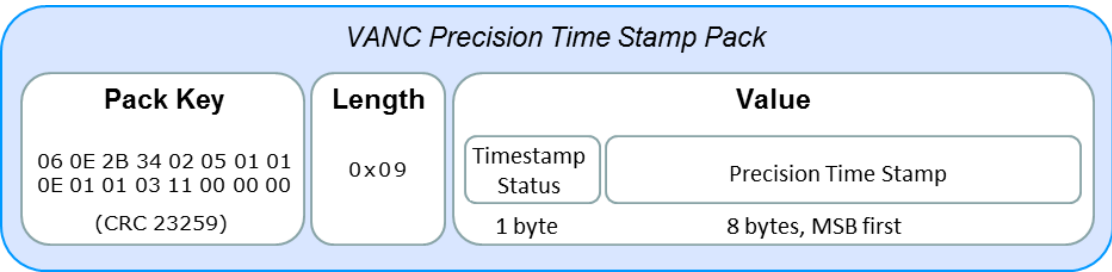 VANC Precision Time Stamp Pack
Pack Key
Length
Value
06 0E 2B 34 02 05 01 01
0E 01 01 03 11 00 00 00
(CRC 23259)
0x09
Timestamp
Status
Precision Time Stamp
1 byte
8 bytes, MSB first